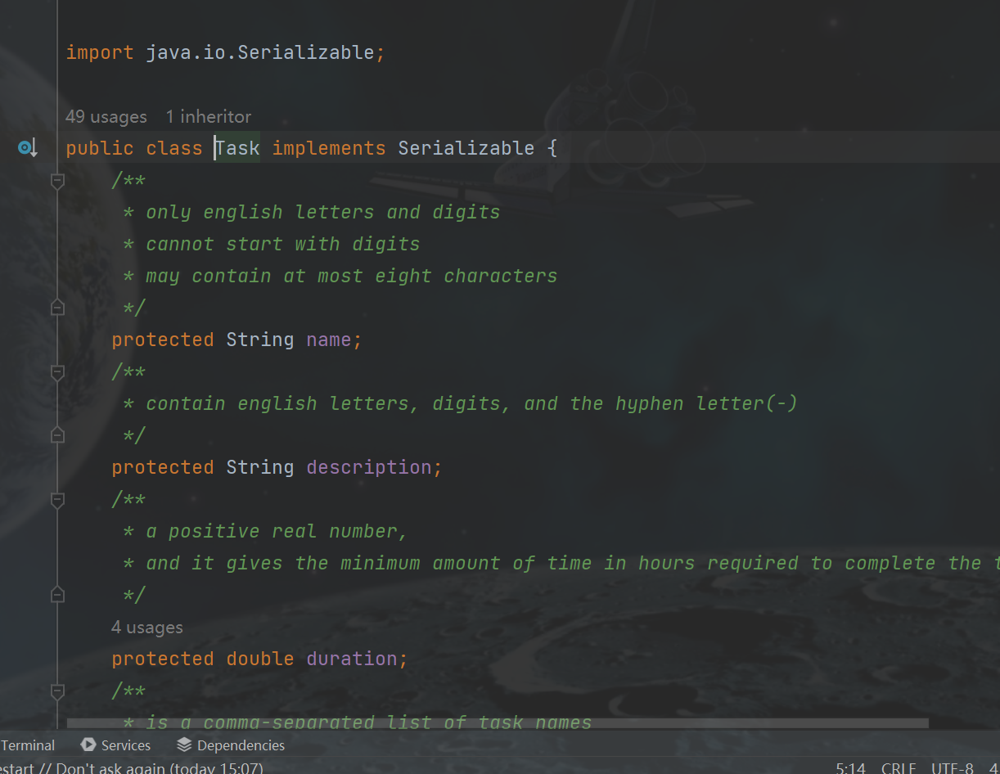 import java.io.Serializable;
49 usages 1 inheritor
public class Task implements Serializable {
/**
* only english letters and digits
* cannot start with digits
* may contain at most eight characters
*/
protected String name;
/**
* contain english letters, digits, and the hyphen letter(-)
*/
protected String description;
/**
* a positive real number,
* and it gives the minimum amount of time in hours required to complete the
*/
4 usages
protected double duration;
/**
* is a comma-separated list of task names
Terminal Services Dependencies
estart // Don't ask again (today 15:07) 5:14 CRLF UTF-8 4